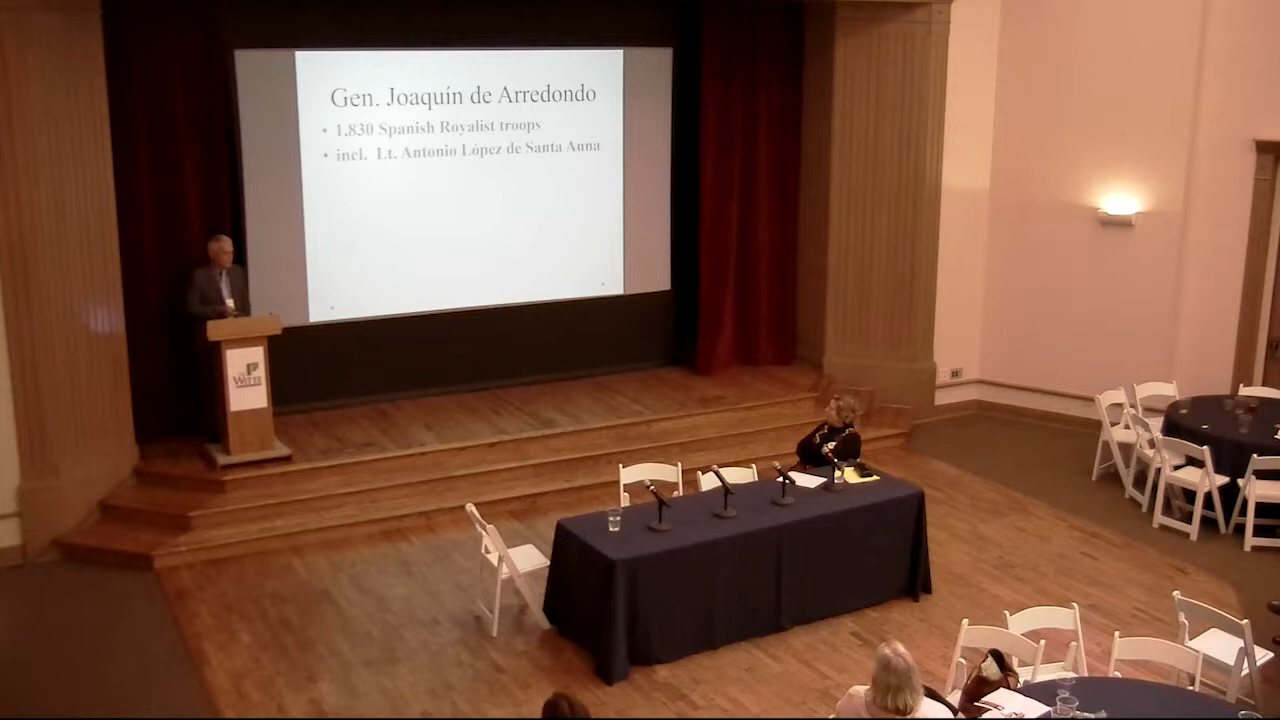 Gen. Joaquín de Arredondo
• 1,830 Spanish Royalist troops
• incl. Lt. Antonio López de Santa Anna
WITTE